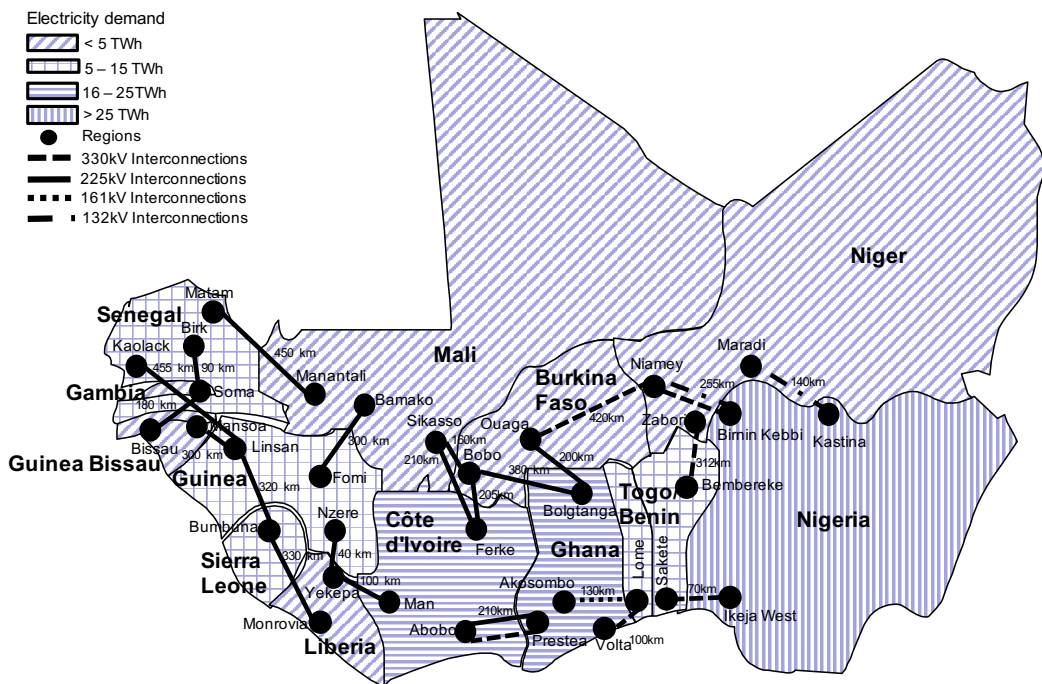 Electricity demand
< 5 TWh
5 – 15 TWh
16 – 25TWh
> 25 TWh
Regions
330kV Interconnections
225kV Interconnections
161kV Interconnections
132kV Interconnections
Niger
Matam
Senegal
Birk
Kaolack
450 km
Mali
Maradi
455 km
90 km
Niamey
Gambia
Soma
Manantali
Burkina
Faso
255km
140km
180 km
Bamako
Mansoa
Sikasso
Ouaga
420km
Zabori
Birnin Kebbi
Kastina
Bissau
Linsan
300 km
160km
Guinea Bissau
300 km
210km
Bobo
380 km
200km
312km
Guinea
Fomi
Bembereke
320 km
205km
Bolgtanga
Togo/
Benin
Nigeria
Bumbuna
Nzere
Côte
d'Ivoire
Ferke
Ghana
Sierra
Leone
330 km
40 km
Lome
Sakete
Yekepa
100 km
Akosombo
130km
70km
Man
210km
Ikeja West
Monrovia
Abobo
Prestea
Volta
100km
Liberia